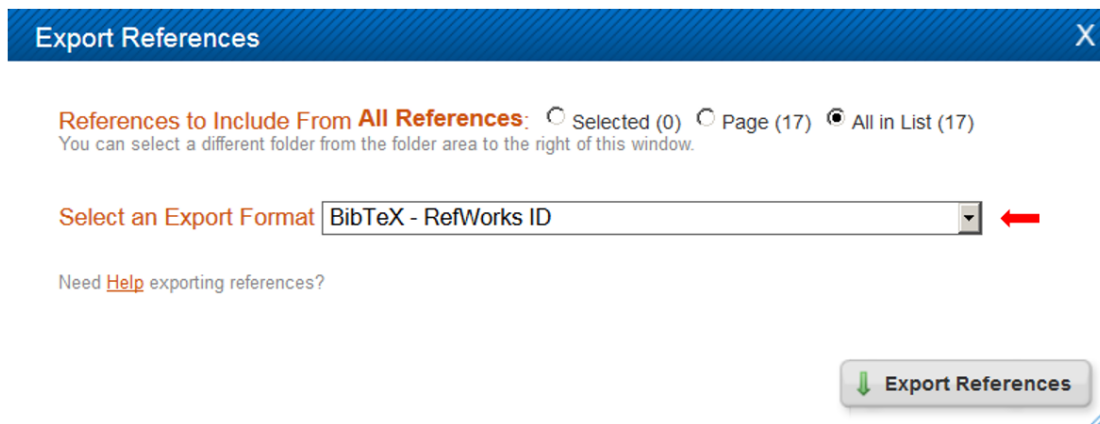 Export References X
References to Include From All References: Selected (0) Page (17) All in List (17)
You can select a different folder from the folder area to the right of this window.
Select an Export Format BibTeX - RefWorks ID
Need Help exporting references?
Export References